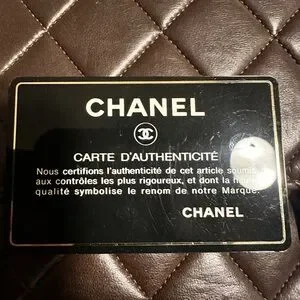 CHANEL
CARTE D'AUTHENTICITÉ
Nous certifions l'authenticité de cet article soumis
aux contrôles les plus rigoureux, et dont la haute
qualité symbolise le renom de notre Marque.
CHANEL